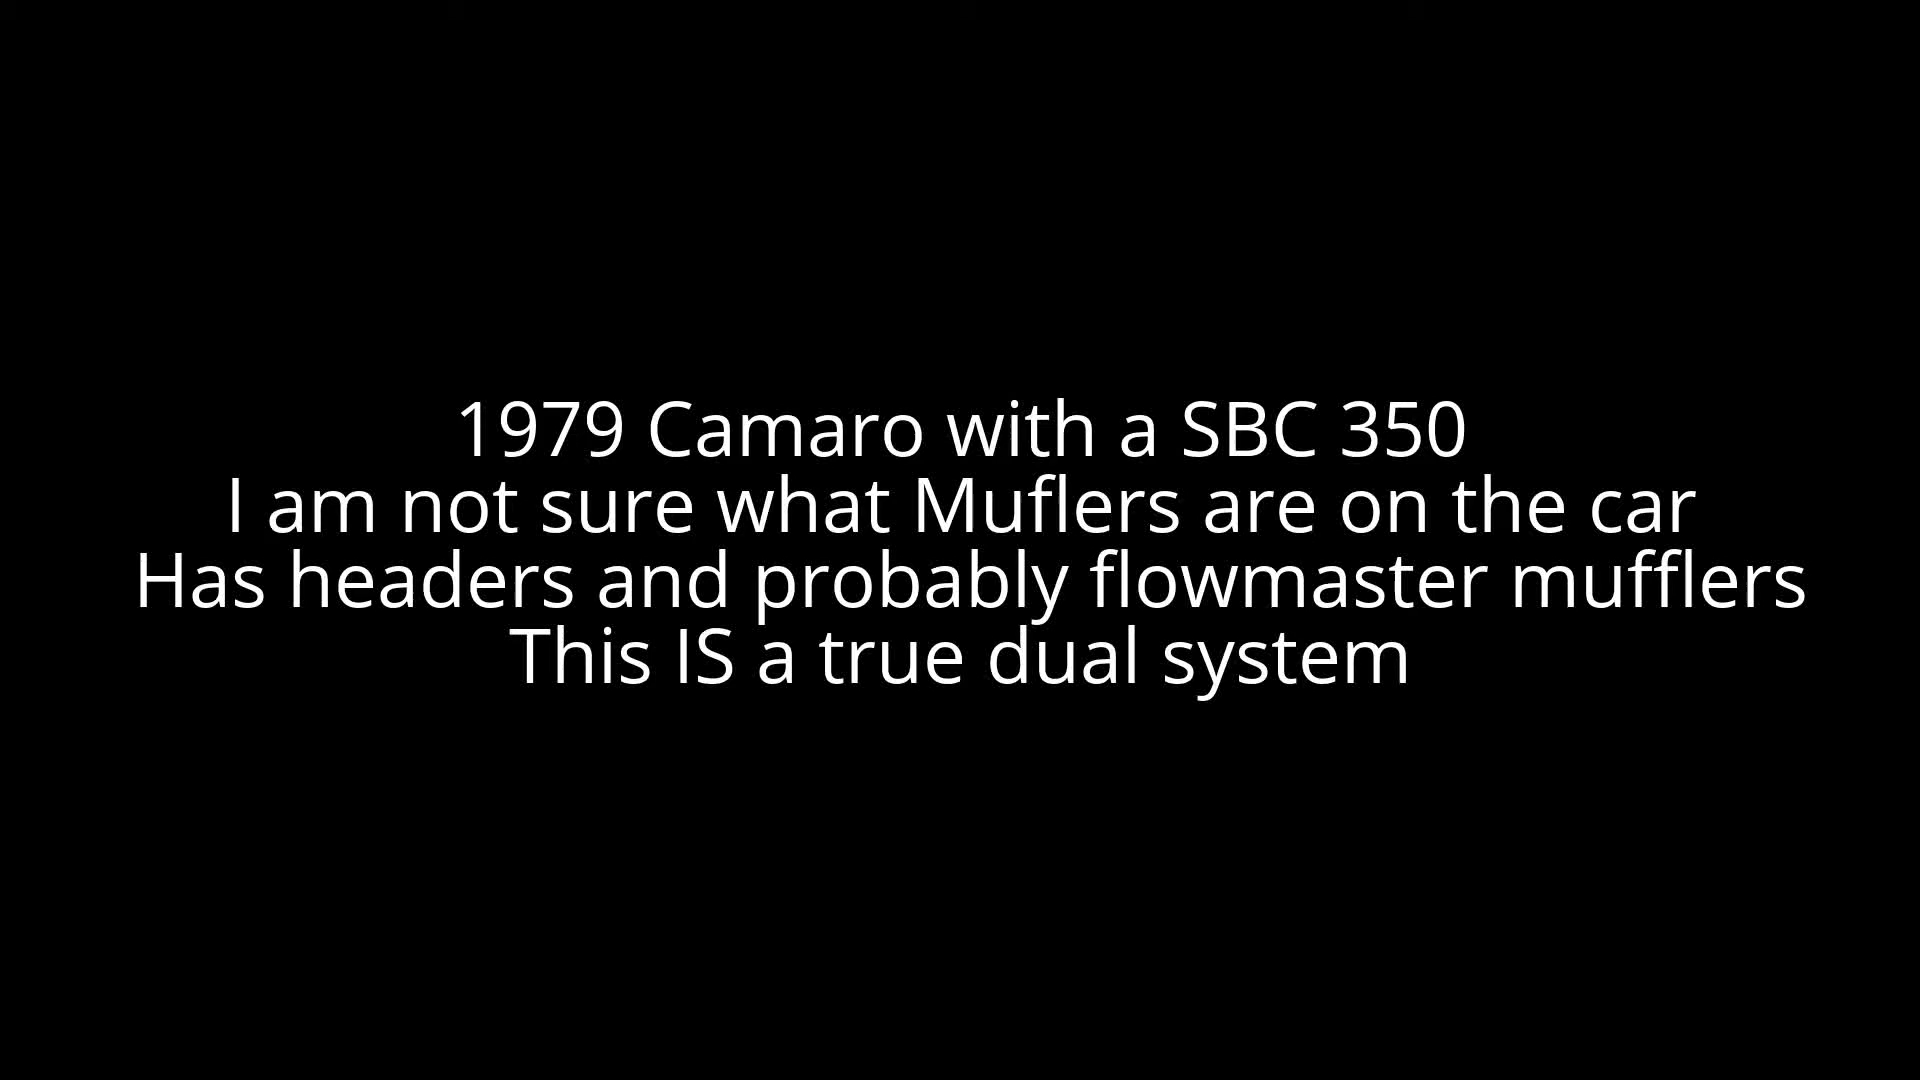 1979 Camaro with a SBC 350
I am not sure what Muflers are on the car
Has headers and probably flowmaster mufflers
This IS a true dual system